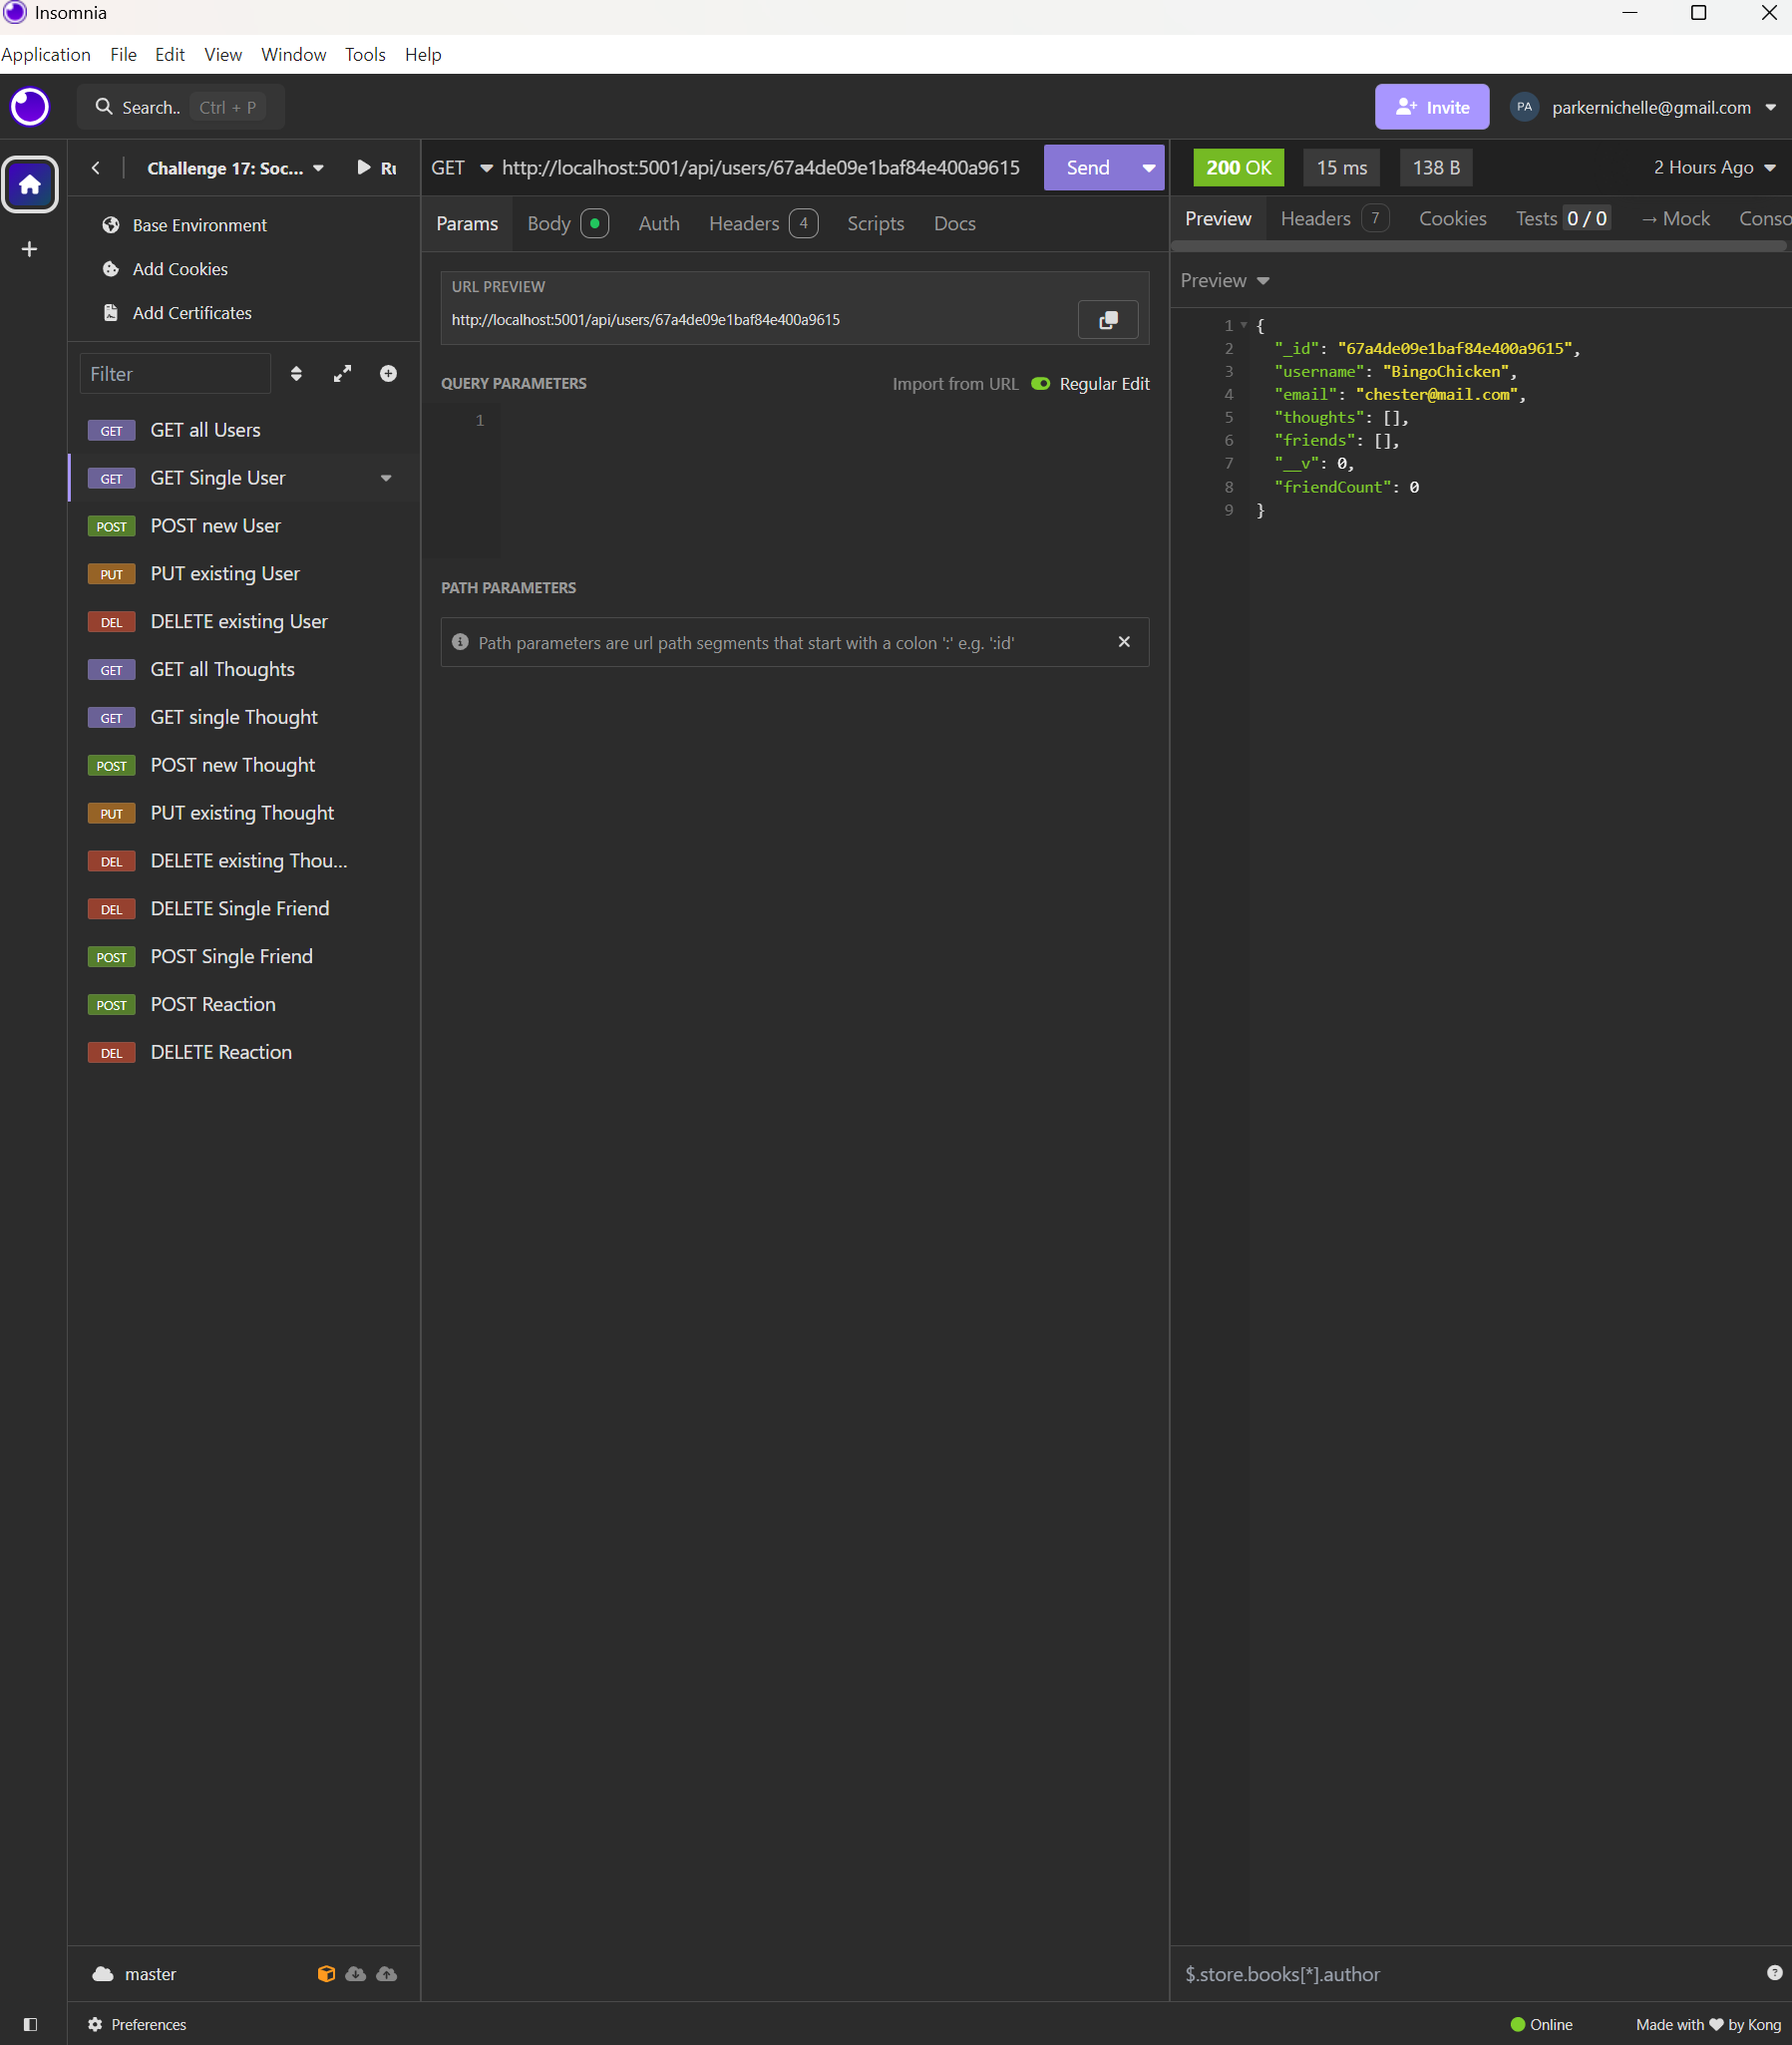 Insomnia
Application File Edit View Window Tools Help
Search.. Ctrl + P
Invite
PA parkernichelle@gmail.com
Challenge 17: Soc...
Base Environment
Add Cookies
Add Certificates
Filter
GET GET all Users
GET GET Single User
POST POST new User
PUT PUT existing User
DEL DELETE existing User
GET GET all Thoughts
GET GET single Thought
POST POST new Thought
PUT PUT existing Thought
DEL DELETE existing Thou...
DEL DELETE Single Friend
POST POST Single Friend
POST POST Reaction
DEL DELETE Reaction
master
Preferences
GET http://localhost:5001/api/users/67a4de09e1baf84e400a9615 Send
Params Body Auth Headers 4 Scripts Docs
URL PREVIEW
http://localhost:5001/api/users/67a4de09e1baf84e400a9615
QUERY PARAMETERS Import from URL Regular Edit
1
PATH PARAMETERS
Path parameters are url path segments that start with a colon ':' e.g. ':id'
200 OK 15 ms 138 B 2 Hours Ago
Preview Headers 7 Cookies Tests 0 / 0 → Mock Conso
Preview
1 {
2 "_id": "67a4de09e1baf84e400a9615",
3 "username": "BingoChicken",
4 "email": "chester@mail.com",
5 "thoughts": [],
6 "friends": [],
7 "__v": 0,
8 "friendCount": 0
9 }
$.store.books[*].author
Online Made with ♥ by Kong